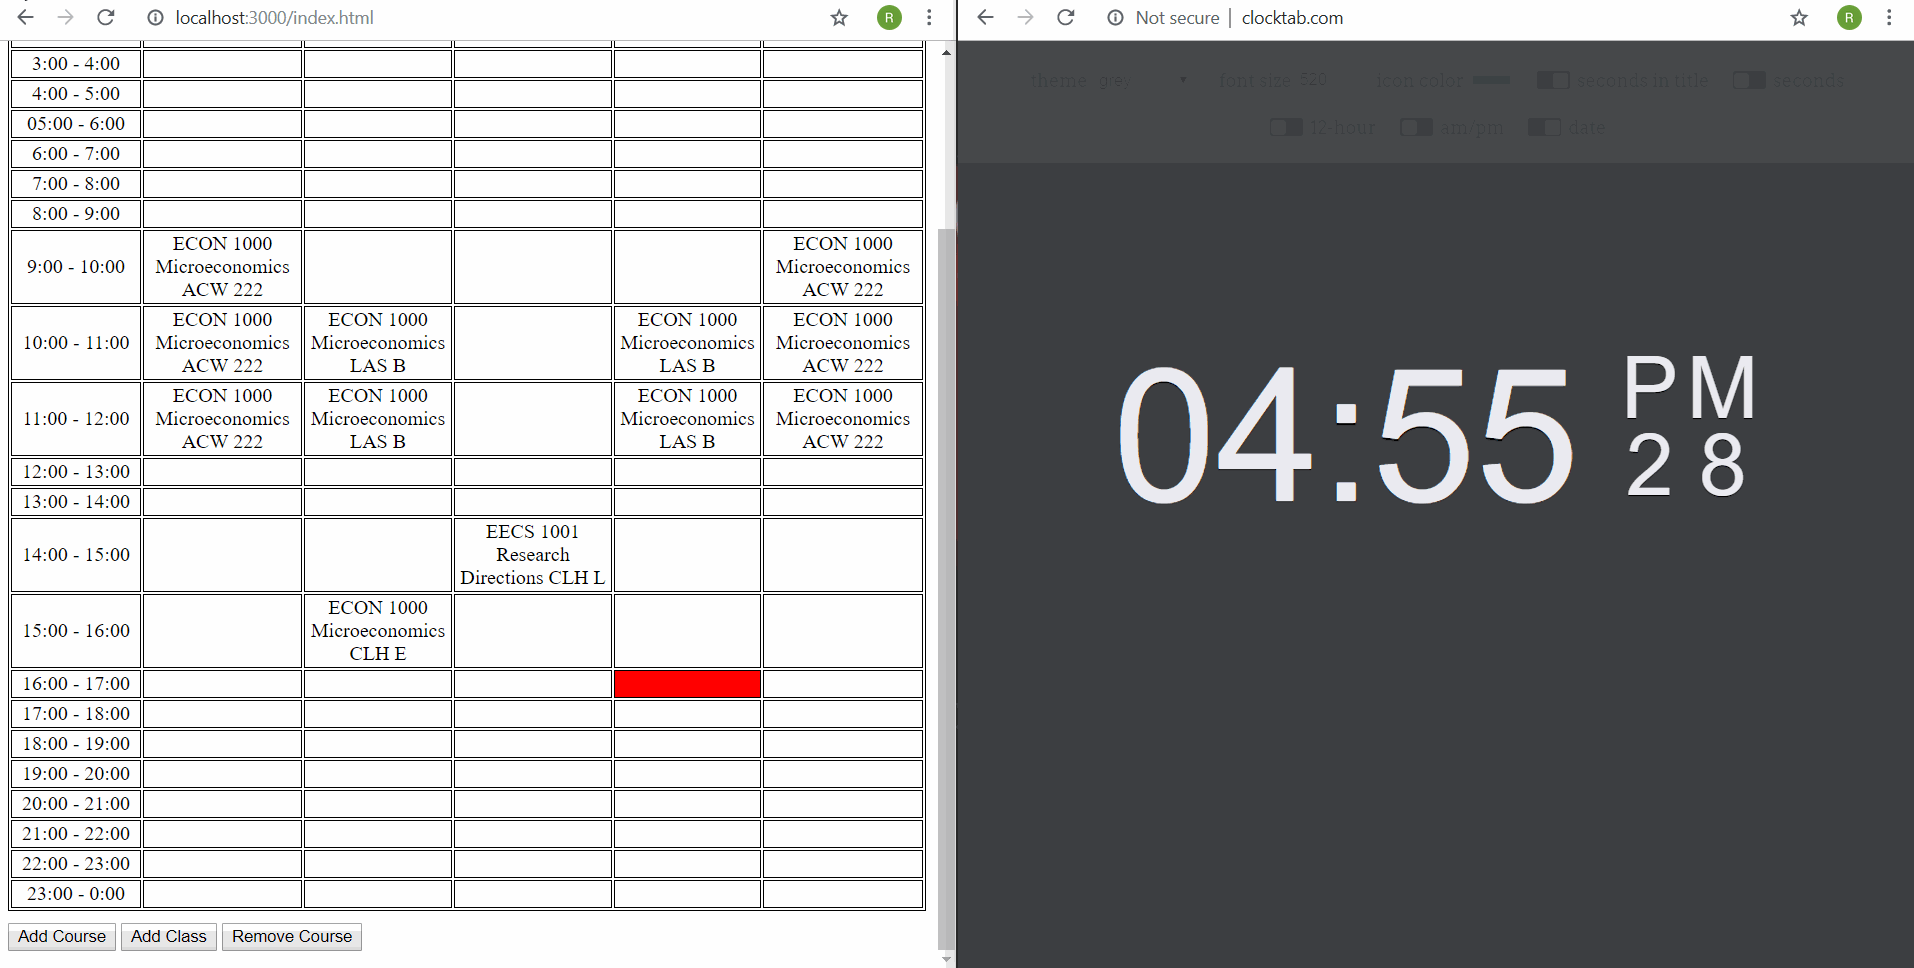 localhost:3000/index.html
R
3:00 - 4:00
4:00 - 5:00
05:00 - 6:00
6:00 - 7:00
7:00 - 8:00
8:00 - 9:00
9:00 - 10:00
ECON 1000
Microeconomics
ACW 222
ECON 1000
Microeconomics
ACW 222
10:00 - 11:00
ECON 1000
Microeconomics
ACW 222
ECON 1000
Microeconomics
LAS B
ECON 1000
Microeconomics
LAS B
ECON 1000
Microeconomics
ACW 222
11:00 - 12:00
ECON 1000
Microeconomics
ACW 222
ECON 1000
Microeconomics
LAS B
ECON 1000
Microeconomics
LAS B
ECON 1000
Microeconomics
ACW 222
12:00 - 13:00
13:00 - 14:00
14:00 - 15:00
EECS 1001
Research
Directions CLH L
15:00 - 16:00
ECON 1000
Microeconomics
CLH E
16:00 - 17:00
17:00 - 18:00
18:00 - 19:00
19:00 - 20:00
20:00 - 21:00
21:00 - 22:00
22:00 - 23:00
23:00 - 0:00
Add Course Add Class Remove Course
Not secure | clocktab.com
R
theme grey font size 520 icon color seconds in title seconds
12-hour am/pm date
04:55 PM
28